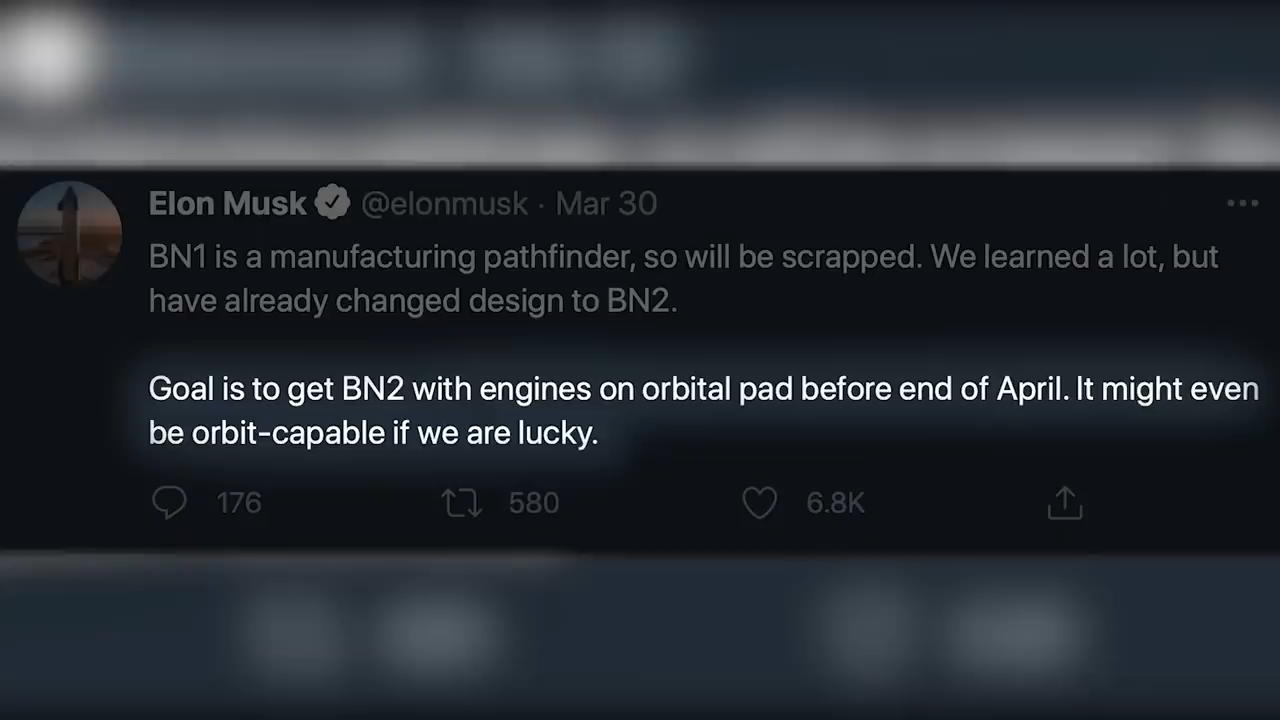 Elon Musk @elonmusk · Mar 30
BN1 is a manufacturing pathfinder, so will be scrapped. We learned a lot, but
have already changed design to BN2.
Goal is to get BN2 with engines on orbital pad before end of April. It might even
be orbit-capable if we are lucky.
176 580 6.8K